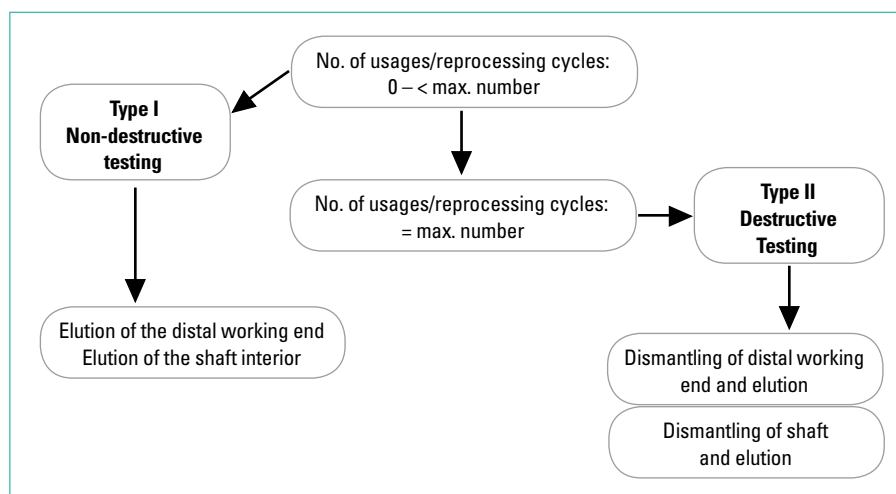 No. of usages/reprocessing cycles:
0 – < max. number
Type I
Non-destructive
testing
No. of usages/reprocessing cycles:
= max. number
Type II
Destructive
Testing
Elution of the distal working end
Elution of the shaft interior
Dismantling of distal working
end and elution
Dismantling of shaft
and elution